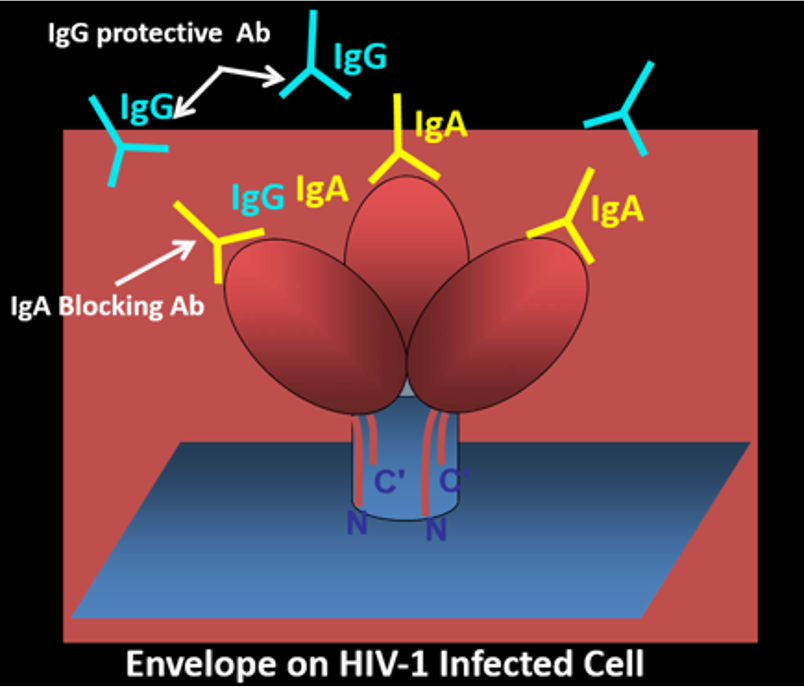 IgG protective Ab
IgG
IgG
IgA
IgG IgA
IgA
IgA Blocking Ab
C' C'
N N
Envelope on HIV-1 Infected Cell